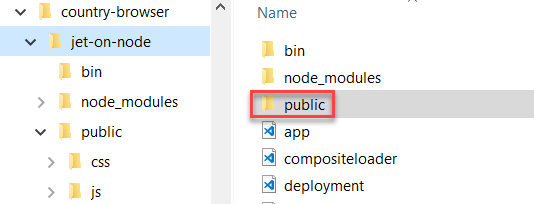 country-browser
jet-on-node
bin
node_modules
public
css
js
Name
bin
node_modules
public
app
compositeloader
deployment